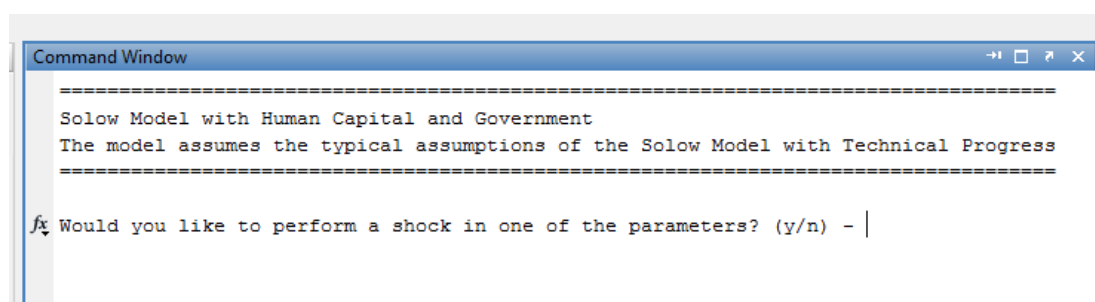 Command Window
=====================================================================================
Solow Model with Human Capital and Government
The model assumes the typical assumptions of the Solow Model with Technical Progress
=====================================================================================
fx Would you like to perform a shock in one of the parameters? (y/n) -